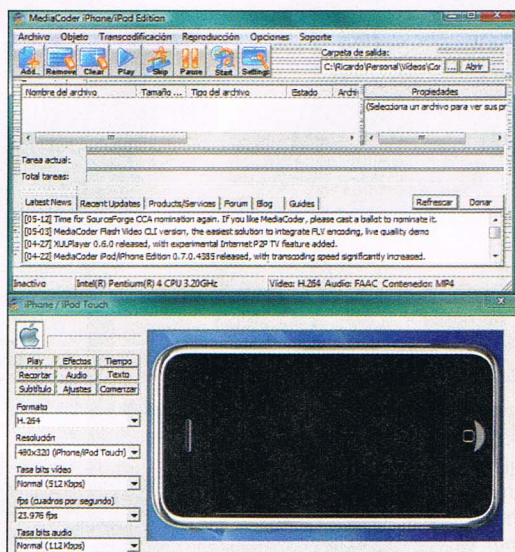 MediaCoder iPhone/iPod Edition
Archivo Objeto Transcodificación Reproducción Opciones Soporte
Add... Remove Clear Play Skip Pause Start Settings
Carpeta de salida:
C:\Ricardo\Personal\Vídeos\Cor ... Abrir
Nombre del archivo Tamaño ... Tipo del archivo Estado Archi
Propiedades
(Selecciona un archivo para ver sus pr
Tarea actual:
Total tareas:
Latest News Recent Updates Products/Services Forum Blog Guides Refrescar Donar
[05-12] Time for SourceForge CCA nomination again. If you like MediaCoder, please cast a ballot to nominate it.
[05-03] MediaCoder Flash Video CLI version, the easiest solution to integrate FLV encoding, live quality demo
[04-27] XULPlayer 0.6.0 released, with experimental Internet P2P TV feature added.
[04-22] MediaCoder iPod/iPhone Edition 0.7.0.4385 released, with transcoding speed significantly increased.
Inactivo Intel(R) Pentium(R) 4 CPU 3.20GHz Vídeo: H.264 Audio: FAAC Contenedor: MP4
iPhone / iPod Touch
Play Efectos Tiempo
Recortar Audio Texto
Subtítulo Ajustes Comenzar
Formato
H.264
Resolución
480x320 (iPhone/iPod Touch)
Tasa bits vídeo
Normal (512 Kbps)
fps (cuadros por segundo)
23.976 fps
Tasa bits audio
Normal (112 Kbps)